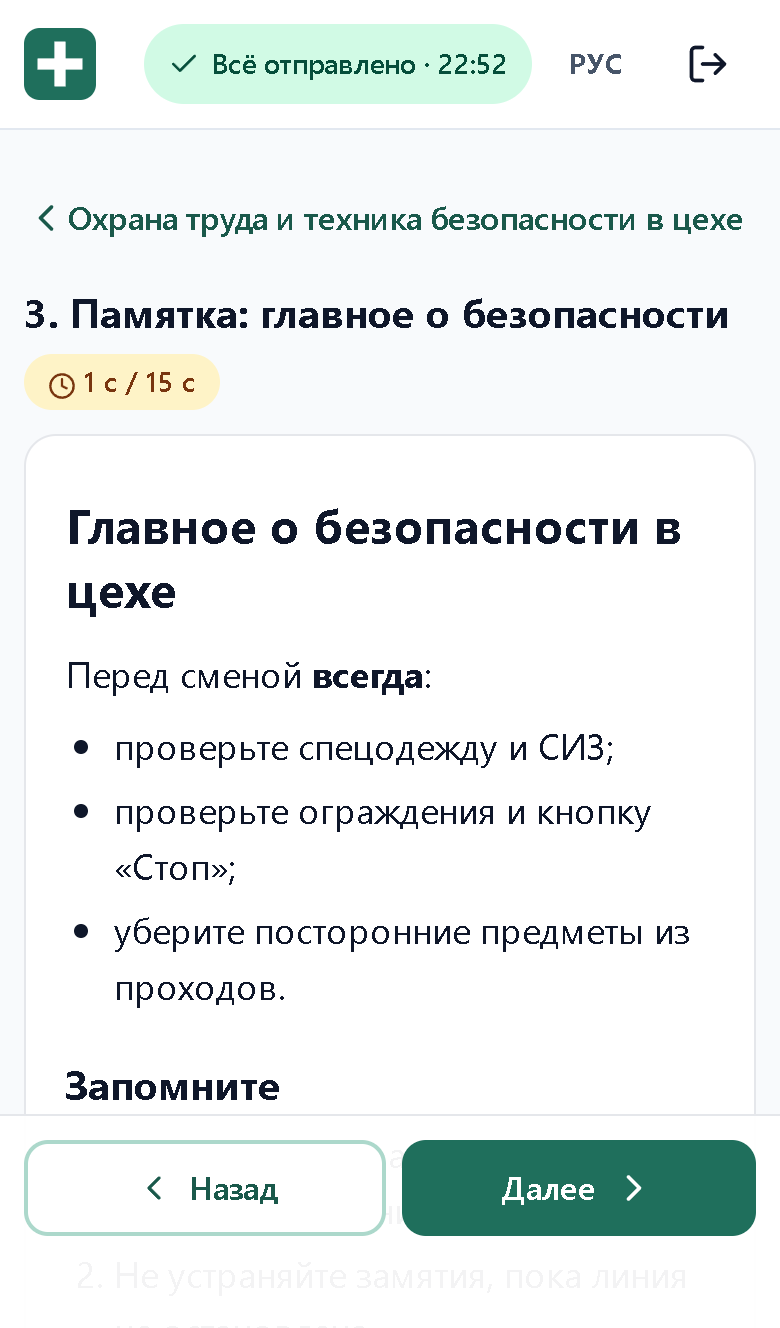 Всё отправлено · 22:52
РУС
Охрана труда и техника безопасности в цехе
3. Памятка: главное о безопасности
1 с / 15 с
Главное о безопасности в
цехе
Перед сменой всегда:
• проверьте спецодежду и СИЗ;
• проверьте ограждения и кнопку
«Стоп»;
• уберите посторонние предметы из
проходов.
Запомните
Назад
Далее
2. Не устраняйте замятия, пока линия